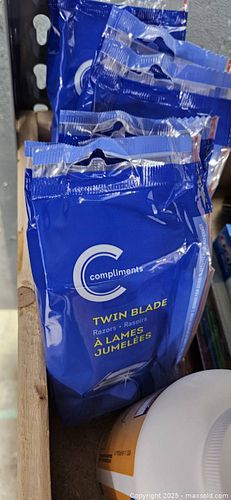 C compliments
TWIN BLADE
Razors • Rasoirs
À LAMES
JUMELÉES
Copyright 2025 - maxsold.com